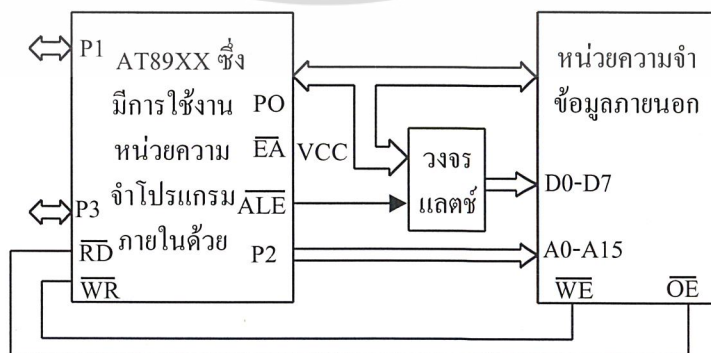 P1
AT89XX ซึ่ง
มีการใช้งาน
หน่วยความ
จำโปรแกรม
ภายในด้วย
PO
EA
VCC
ALE
P2
P3
RD
WR
วงจร
แลตช์
หน่วยความจำ
ข้อมูลภายนอก
D0-D7
A0-A15
WE
OE